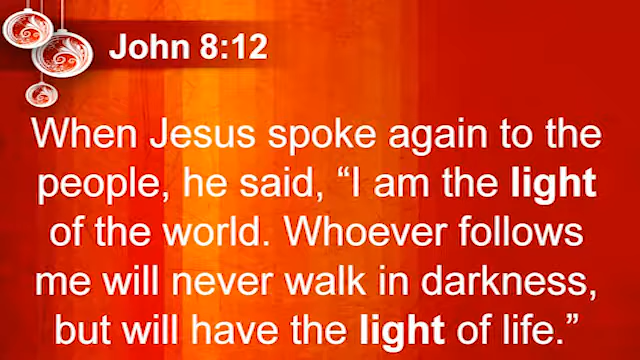 John 8:12
When Jesus spoke again to the
people, he said, “I am the light
of the world. Whoever follows
me will never walk in darkness,
but will have the light of life.”